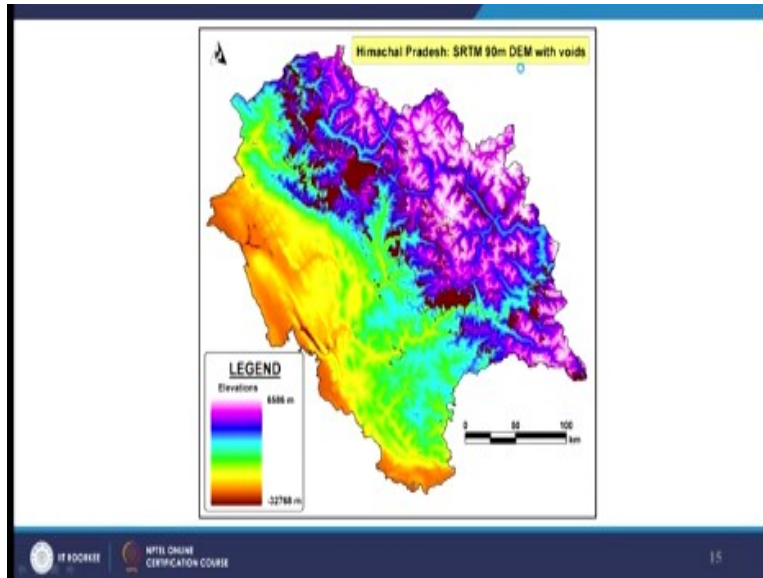 Himachal Pradesh: SRTM 90m DEM with voids
LEGEND
Elevations
6586 m
-32768 m
0 50 100
km
IIT ROORKEE
NPTEL ONLINE
CERTIFICATION COURSE
15